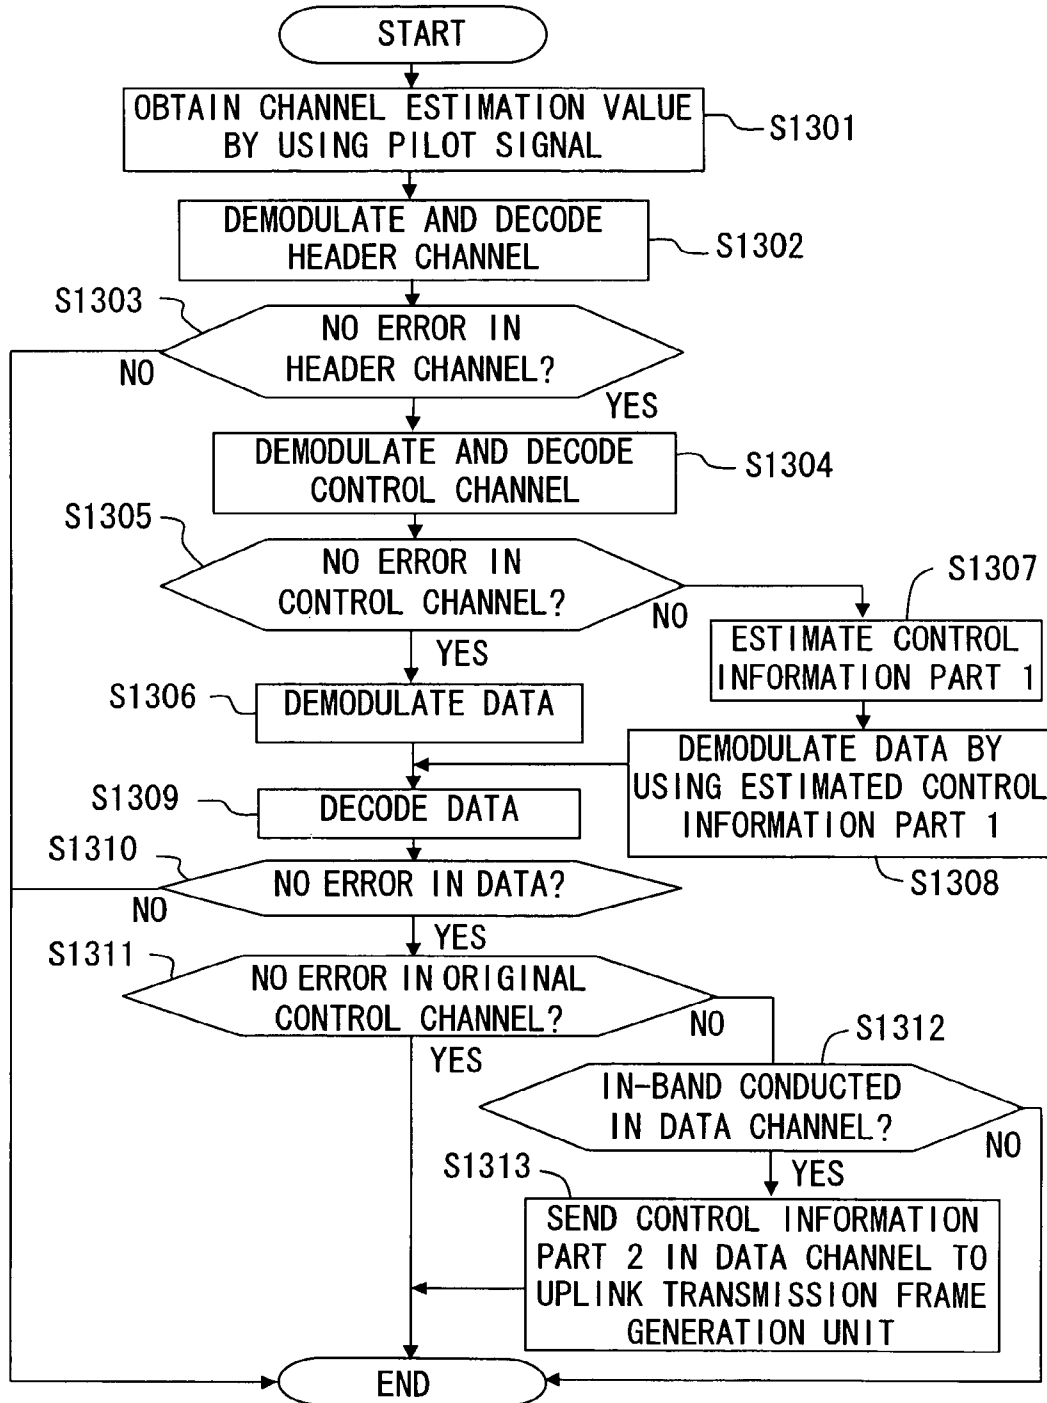 START
OBTAIN CHANNEL ESTIMATION VALUE
BY USING PILOT SIGNAL
S1301
DEMODULATE AND DECODE
HEADER CHANNEL
S1302
S1303
NO ERROR IN
HEADER CHANNEL?
NO
YES
DEMODULATE AND DECODE
CONTROL CHANNEL
S1304
S1305
NO ERROR IN
CONTROL CHANNEL?
NO
YES
S1307
ESTIMATE CONTROL
INFORMATION PART 1
S1306
DEMODULATE DATA
DEMODULATE DATA BY
USING ESTIMATED CONTROL
INFORMATION PART 1
S1308
S1309
DECODE DATA
S1310
NO ERROR IN DATA?
NO
YES
S1311
NO ERROR IN ORIGINAL
CONTROL CHANNEL?
NO
YES
S1312
IN-BAND CONDUCTED
IN DATA CHANNEL?
NO
YES
S1313
SEND CONTROL INFORMATION
PART 2 IN DATA CHANNEL TO
UPLINK TRANSMISSION FRAME
GENERATION UNIT
END